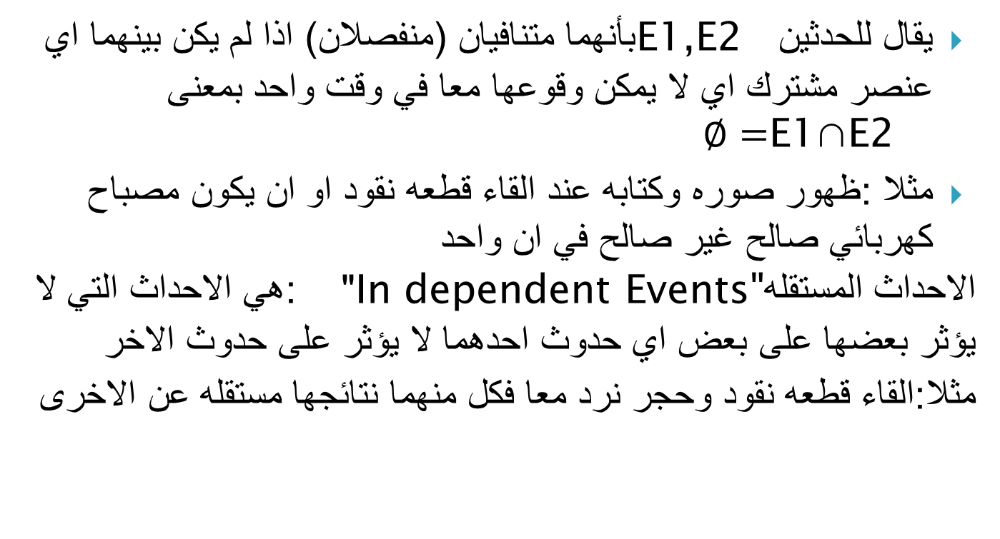 يقال للحدثين E1,E2بأنهما متنافيان (منفصلان) اذا لم يكن بينهما اي
عنصر مشترك اي لا يمكن وقوعها معا في وقت واحد بمعنى
Ø =E1∩E2
مثلا :ظهور صوره وكتابه عند القاء قطعه نقود او ان يكون مصباح
كهربائي صالح غير صالح في ان واحد
الاحداث المستقله"In dependent Events" :هي الاحداث التي لا
يؤثر بعضها على بعض اي حدوث احدهما لا يؤثر على حدوث الاخر
مثلا:القاء قطعه نقود وحجر نرد معا فكل منهما نتائجها مستقله عن الاخرى